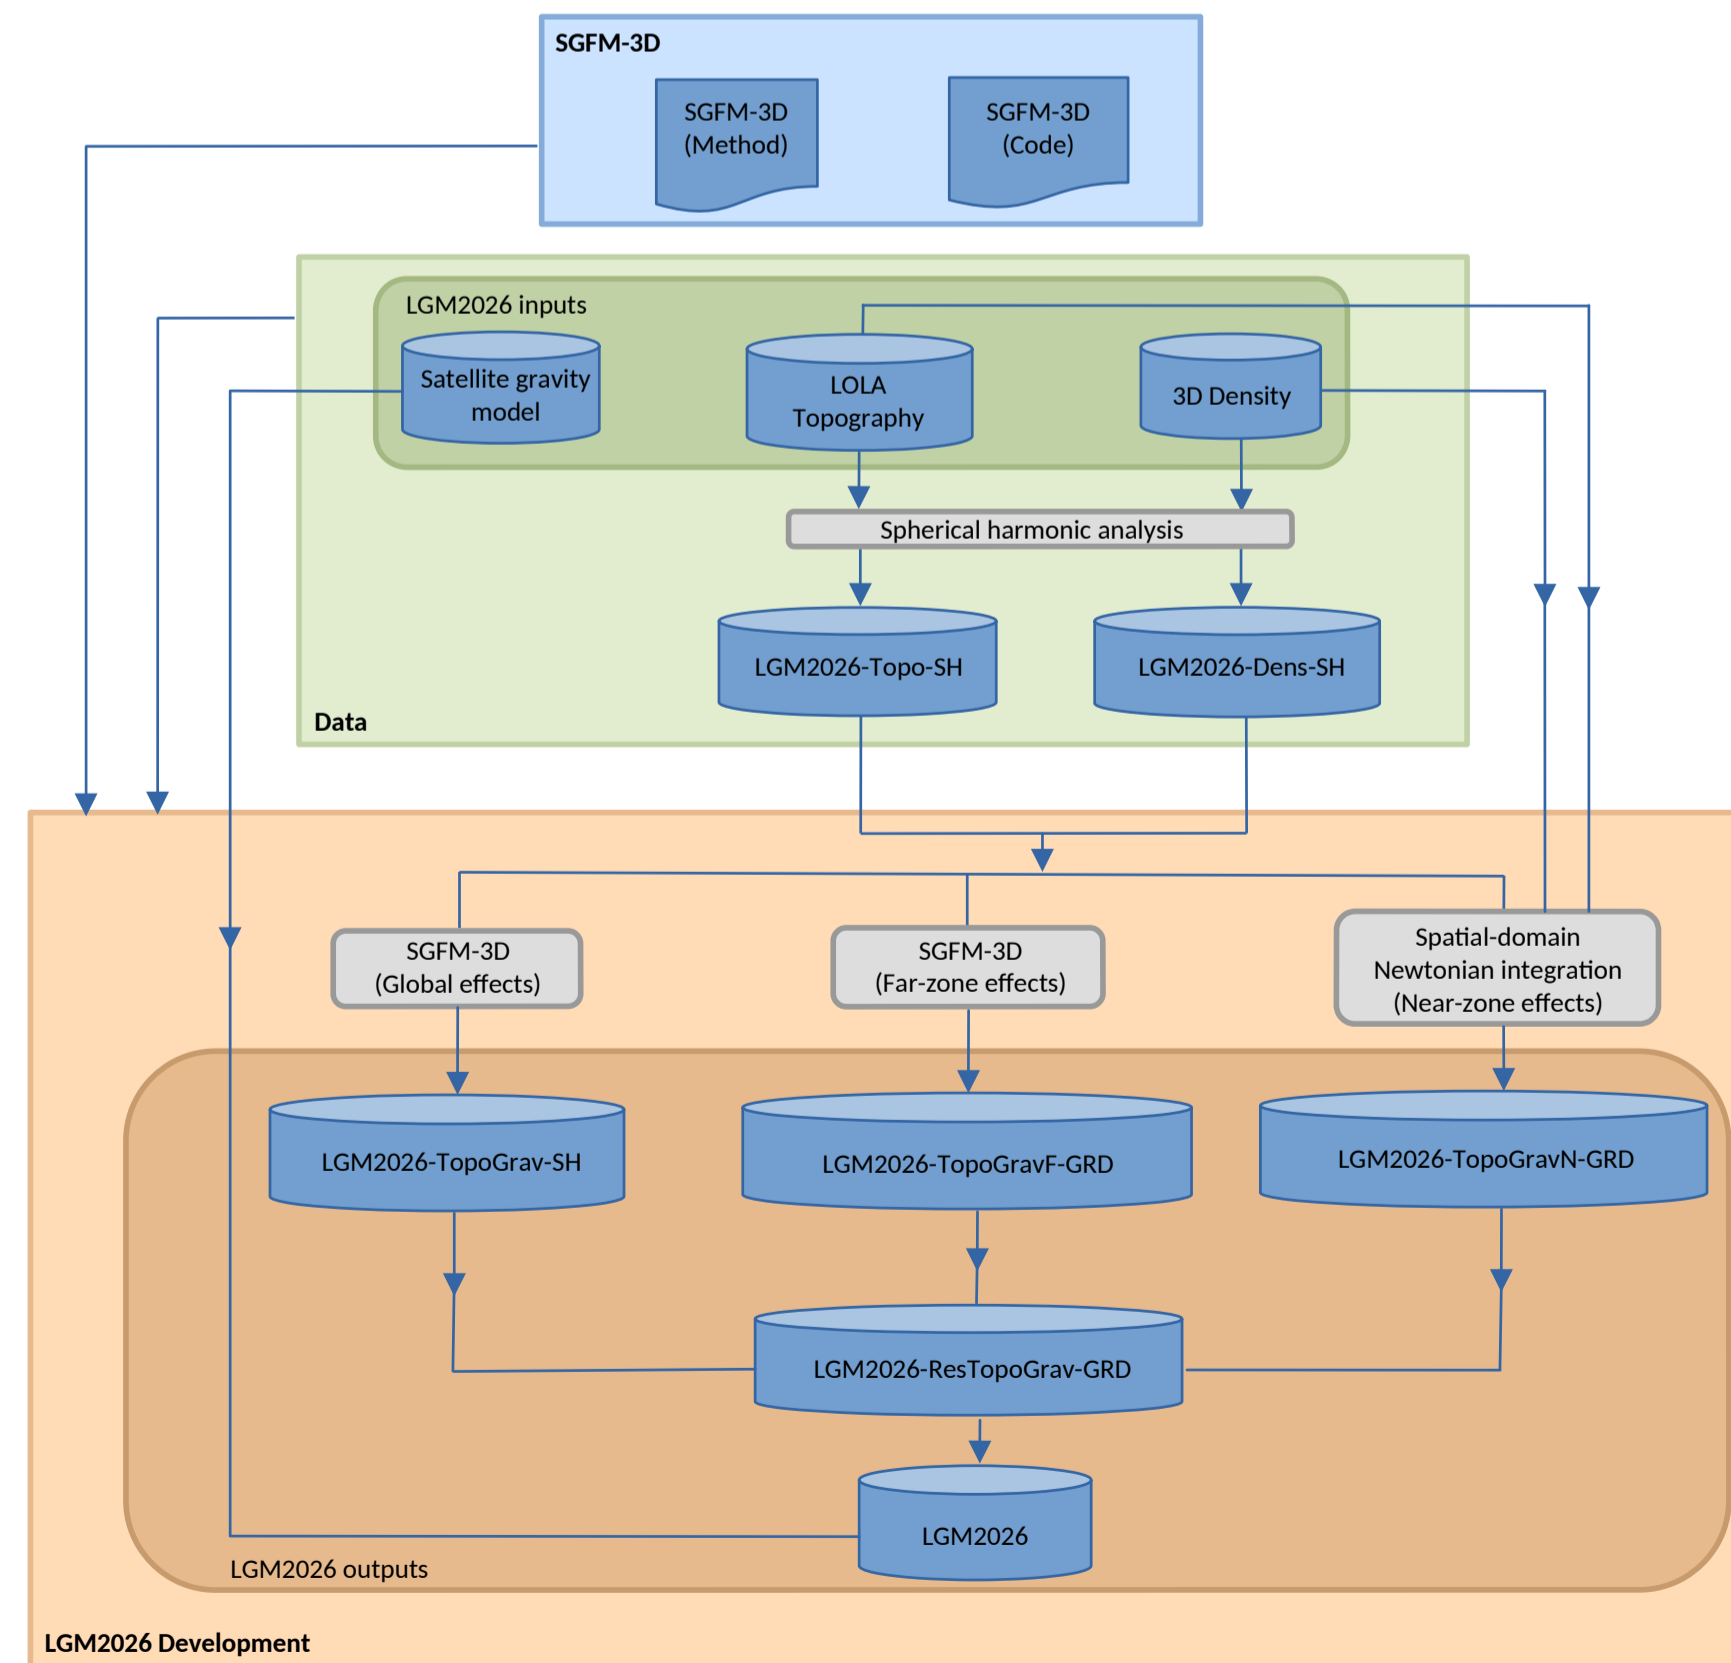 SGFM-3D
SGFM-3D
(Method)
SGFM-3D
(Code)
LGM2026 inputs
Satellite gravity
model
LOLA
Topography
3D Density
Spherical harmonic analysis
LGM2026-Topo-SH
LGM2026-Dens-SH
Data
SGFM-3D
(Global effects)
SGFM-3D
(Far-zone effects)
Spatial-domain
Newtonian integration
(Near-zone effects)
LGM2026-TopoGrav-SH
LGM2026-TopoGravF-GRD
LGM2026-TopoGravN-GRD
LGM2026-ResTopoGrav-GRD
LGM2026
LGM2026 outputs
LGM2026 Development